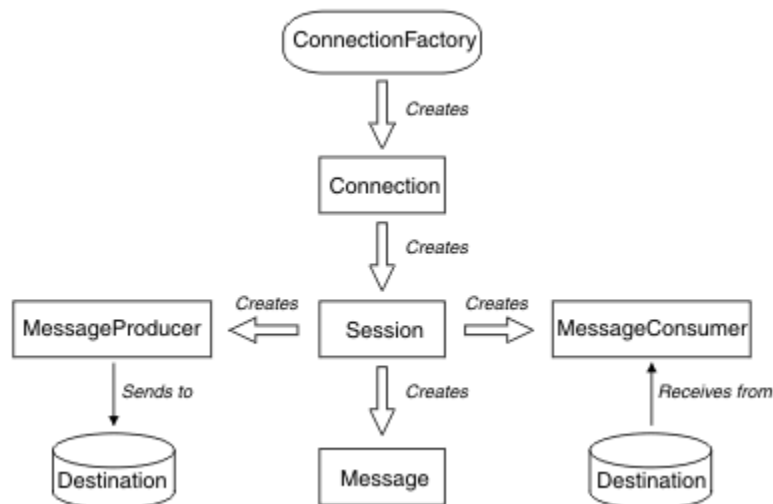 ConnectionFactory
Creates
Connection
Creates
Creates
Creates
MessageProducer
Session
MessageConsumer
Sends to
Creates
Receives from
Destination
Message
Destination